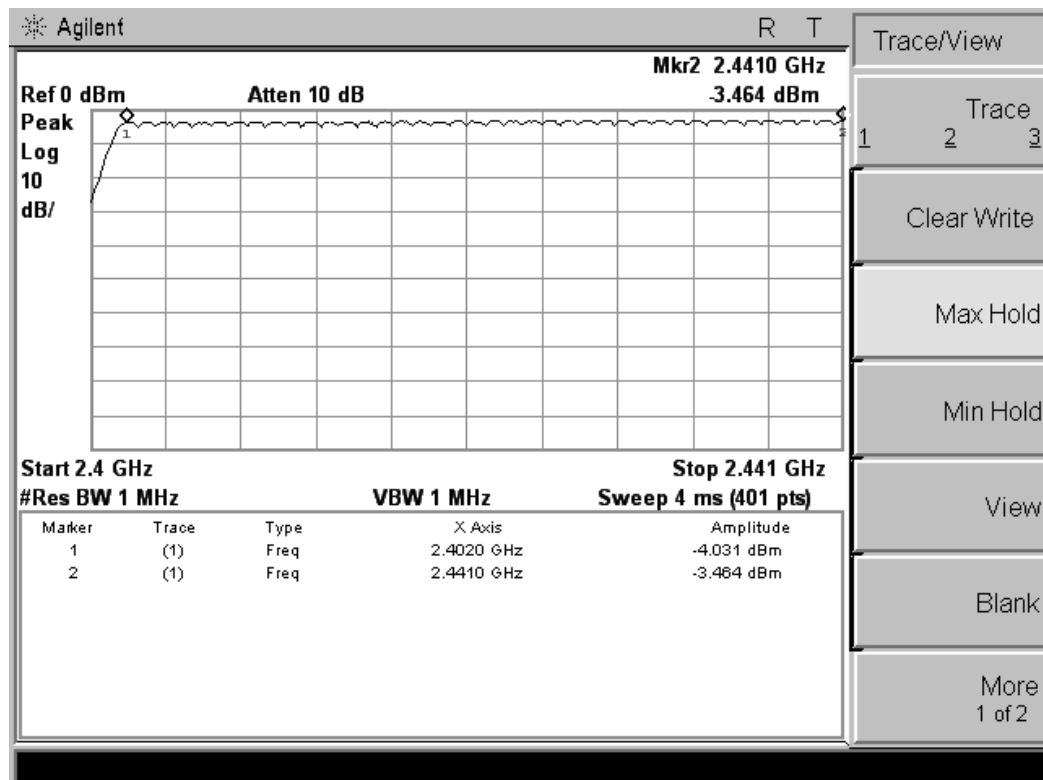 Agilent R T
Mkr2 2.4410 GHz
Ref 0 dBm Atten 10 dB -3.464 dBm
Peak
Log
10
dB/
1
2
Start 2.4 GHz Stop 2.441 GHz
#Res BW 1 MHz VBW 1 MHz Sweep 4 ms (401 pts)
Marker Trace Type X Axis Amplitude
1 (1) Freq 2.4020 GHz -4.031 dBm
2 (1) Freq 2.4410 GHz -3.464 dBm
Trace/View
Trace
1 2 3
Clear Write
Max Hold
Min Hold
View
Blank
More
1 of 2